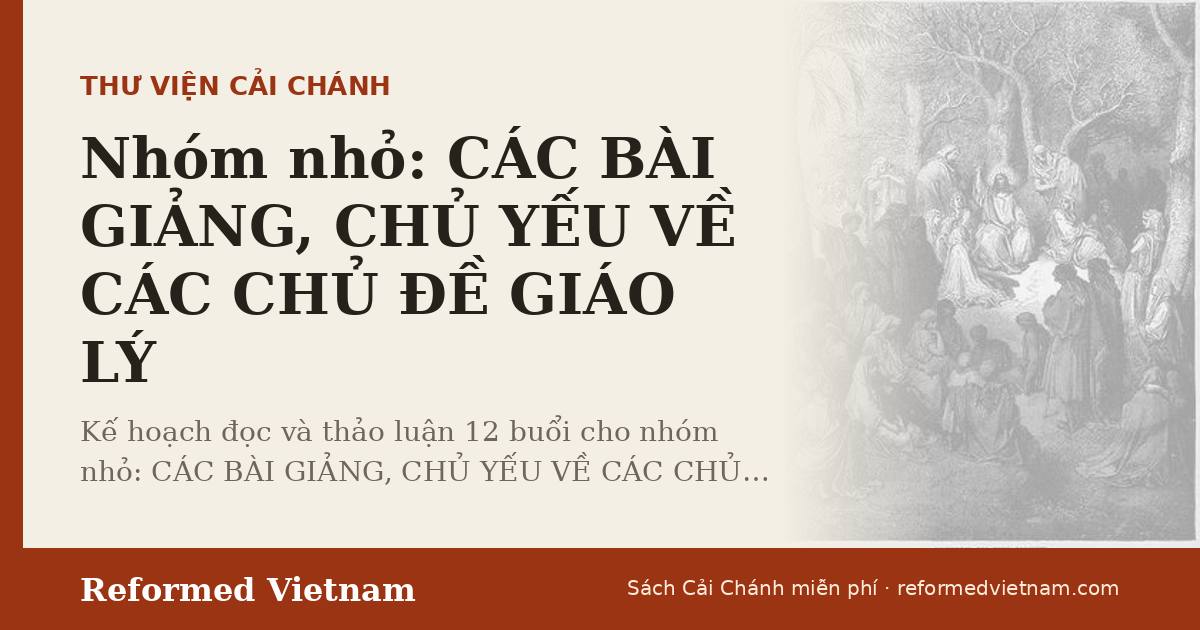 THƯ VIỆN CẢI CHÁNH
Nhóm nhỏ: CÁC BÀI
GIẢNG, CHỦ YẾU VỀ
CÁC CHỦ ĐỀ GIÁO
LÝ
Kế hoạch đọc và thảo luận 12 buổi cho nhóm
nhỏ: CÁC BÀI GIẢNG, CHỦ YẾU VỀ CÁC CHỦ…
Reformed Vietnam
Sách Cải Chánh miễn phí · reformedvietnam.com